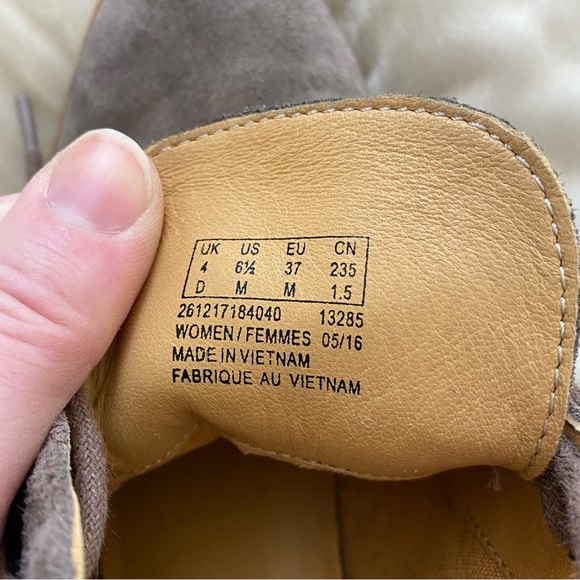 UK US EU CN
4 6½ 37 235
D M M 1.5
261217184040 13285
WOMEN/FEMMES 05/16
MADE IN VIETNAM
FABRIQUE AU VIETNAM